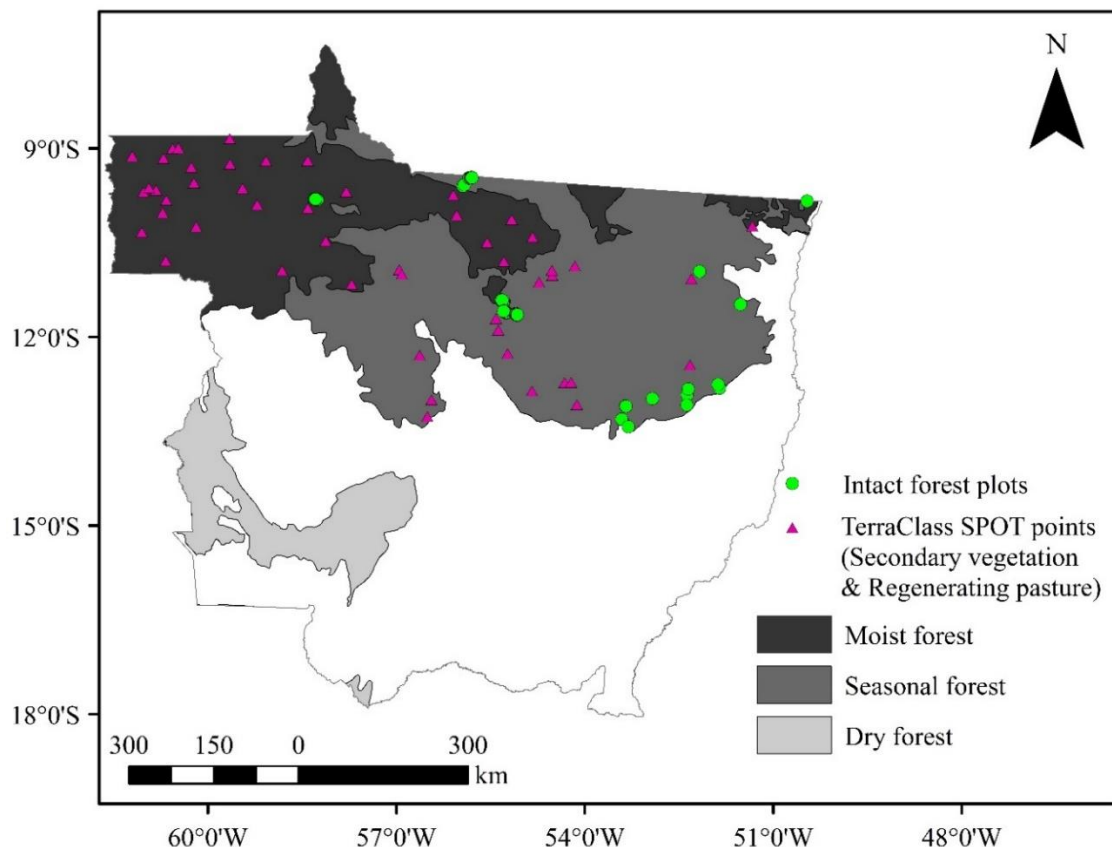 N
9°0'S
12°0'S
15°0'S
18°0'S
Intact forest plots
TerraClass SPOT points
(Secondary vegetation
& Regenerating pasture)
Moist forest
Seasonal forest
Dry forest
300 150 0 300
km
60°0'W 57°0'W 54°0'W 51°0'W 48°0'W